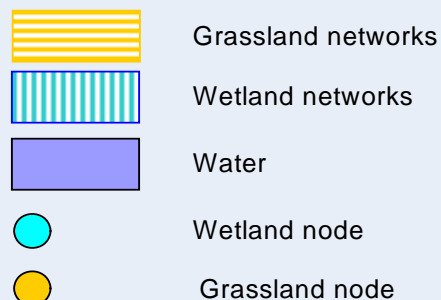 Grassland networks
Wetland networks
Water
Wetland node
Grassland node